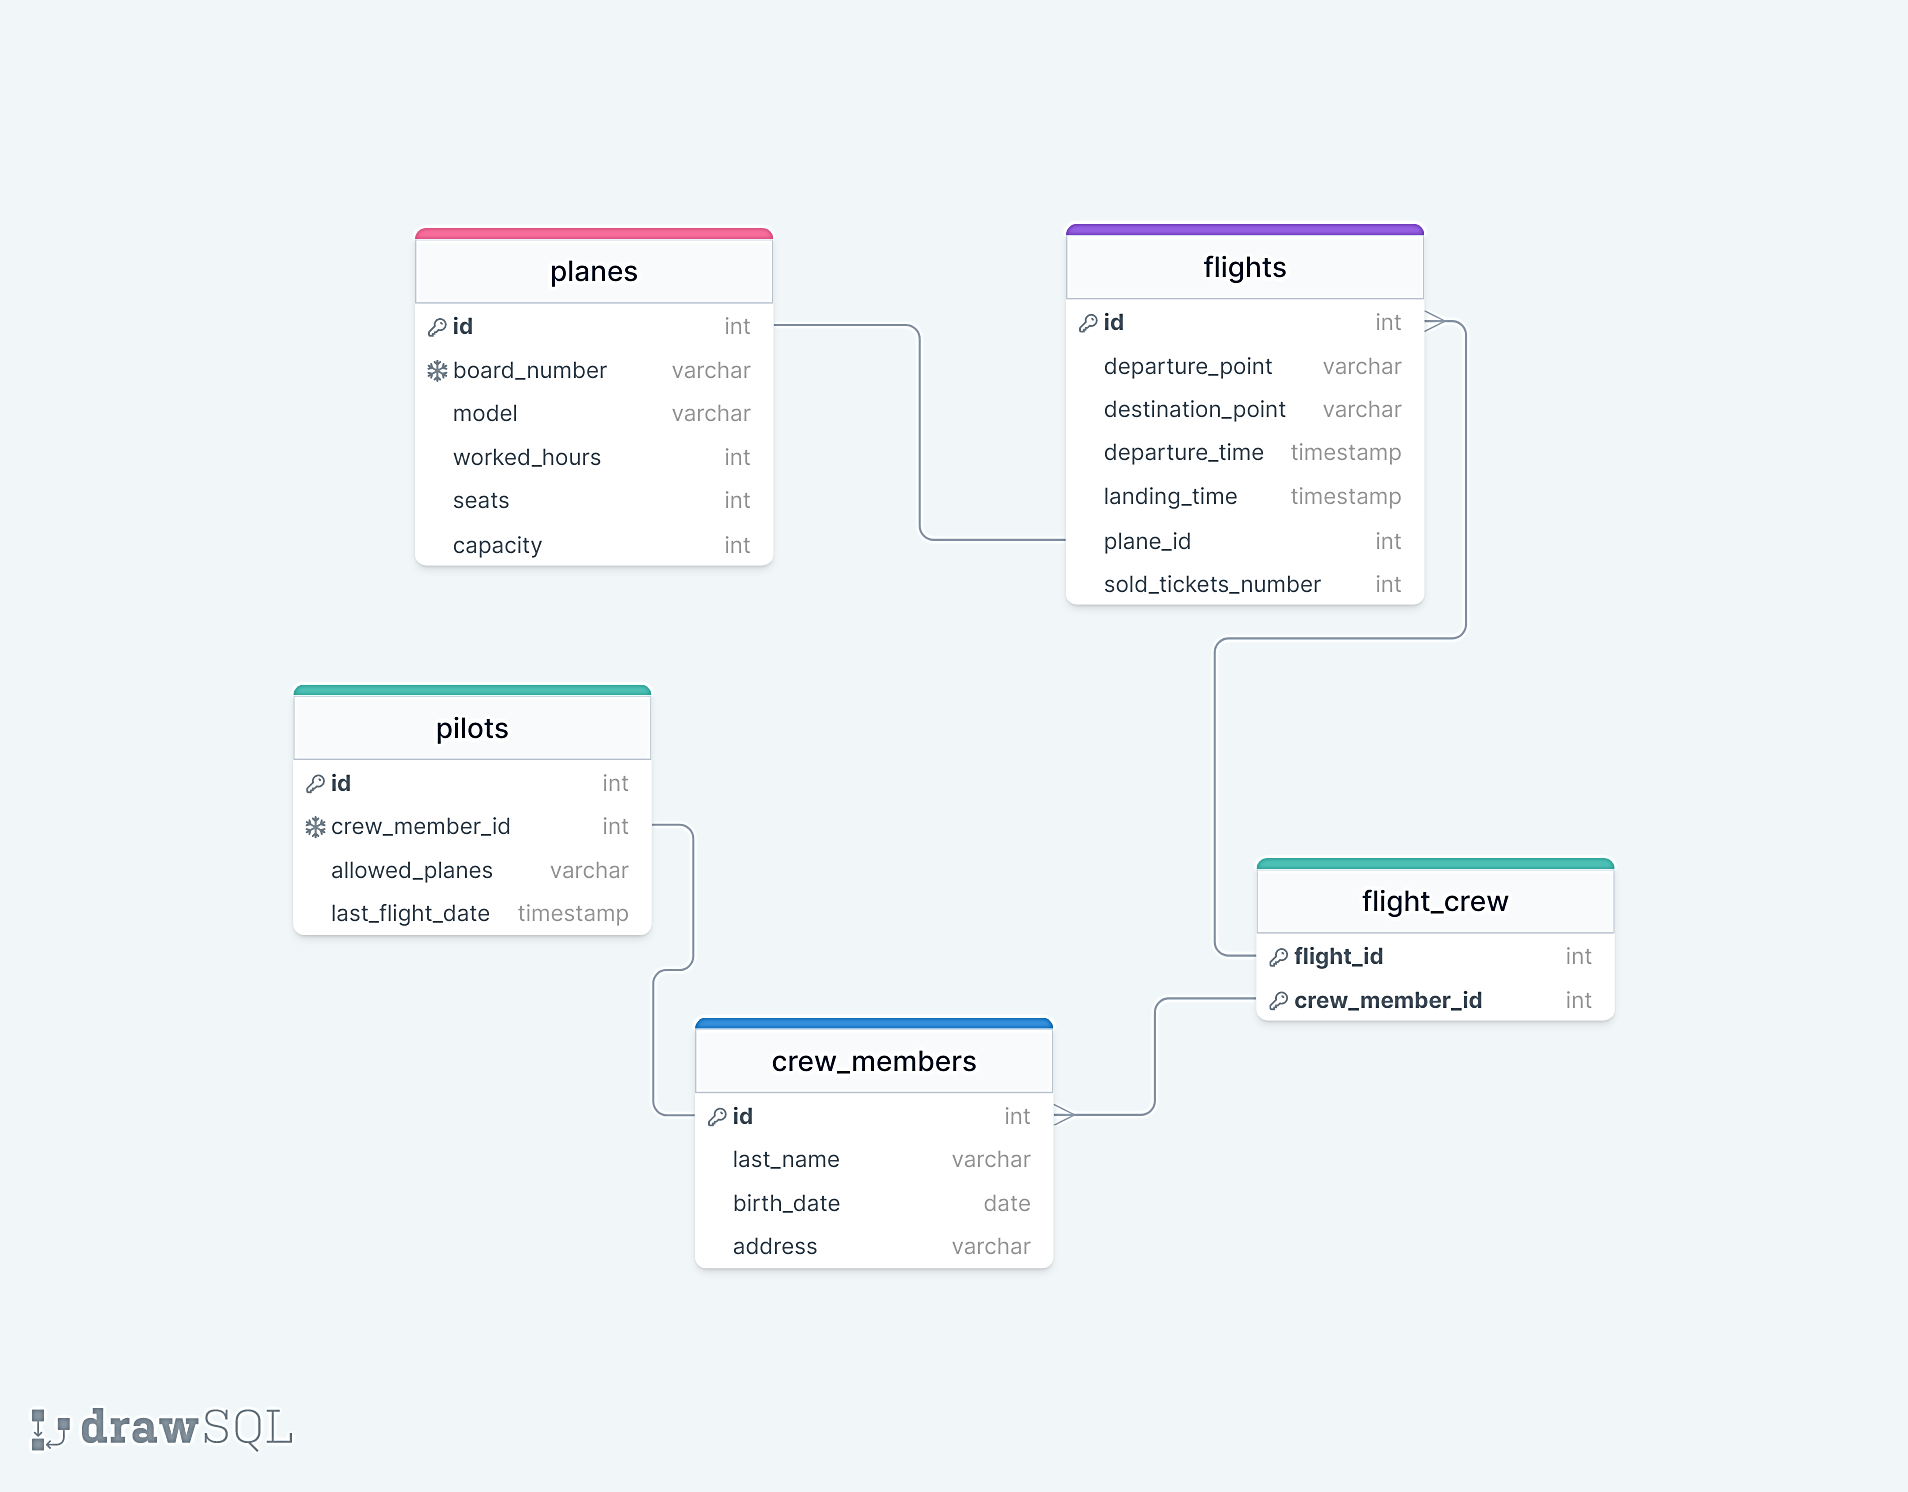 planes
id int
board_number varchar
model varchar
worked_hours int
seats int
capacity int
flights
id int
departure_point varchar
destination_point varchar
departure_time timestamp
landing_time timestamp
plane_id int
sold_tickets_number int
pilots
id int
crew_member_id int
allowed_planes varchar
last_flight_date timestamp
flight_crew
flight_id int
crew_member_id int
crew_members
id int
last_name varchar
birth_date date
address varchar
drawSQL